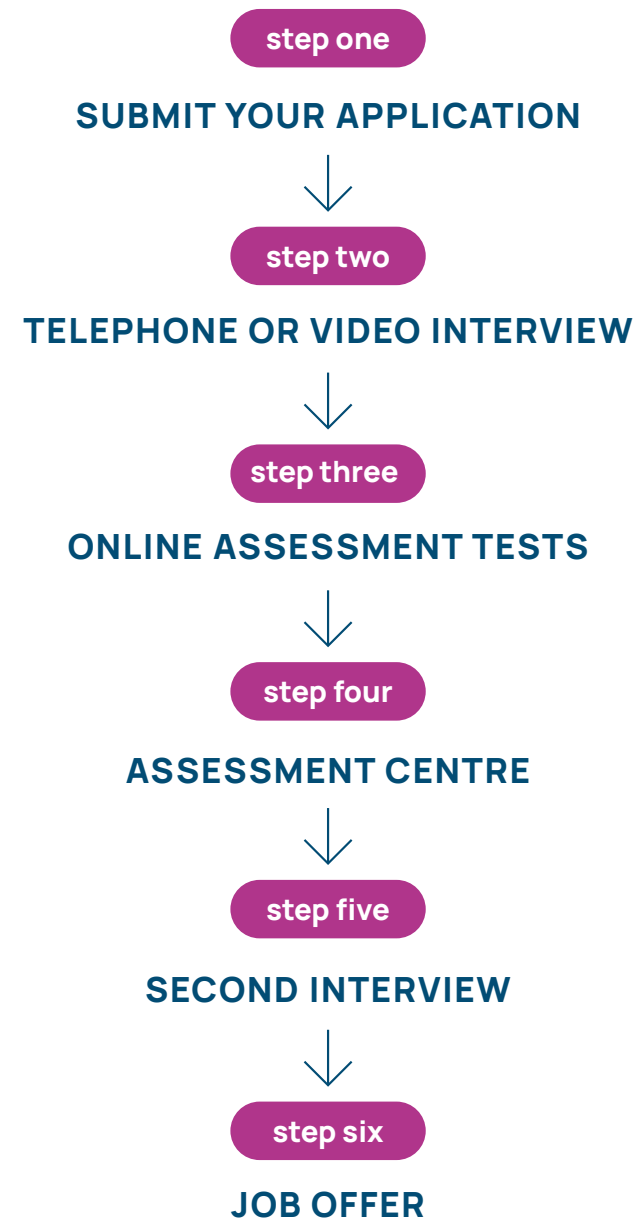 step one
SUBMIT YOUR APPLICATION
step two
TELEPHONE OR VIDEO INTERVIEW
step three
ONLINE ASSESSMENT TESTS
step four
ASSESSMENT CENTRE
step five
SECOND INTERVIEW
step six
JOB OFFER